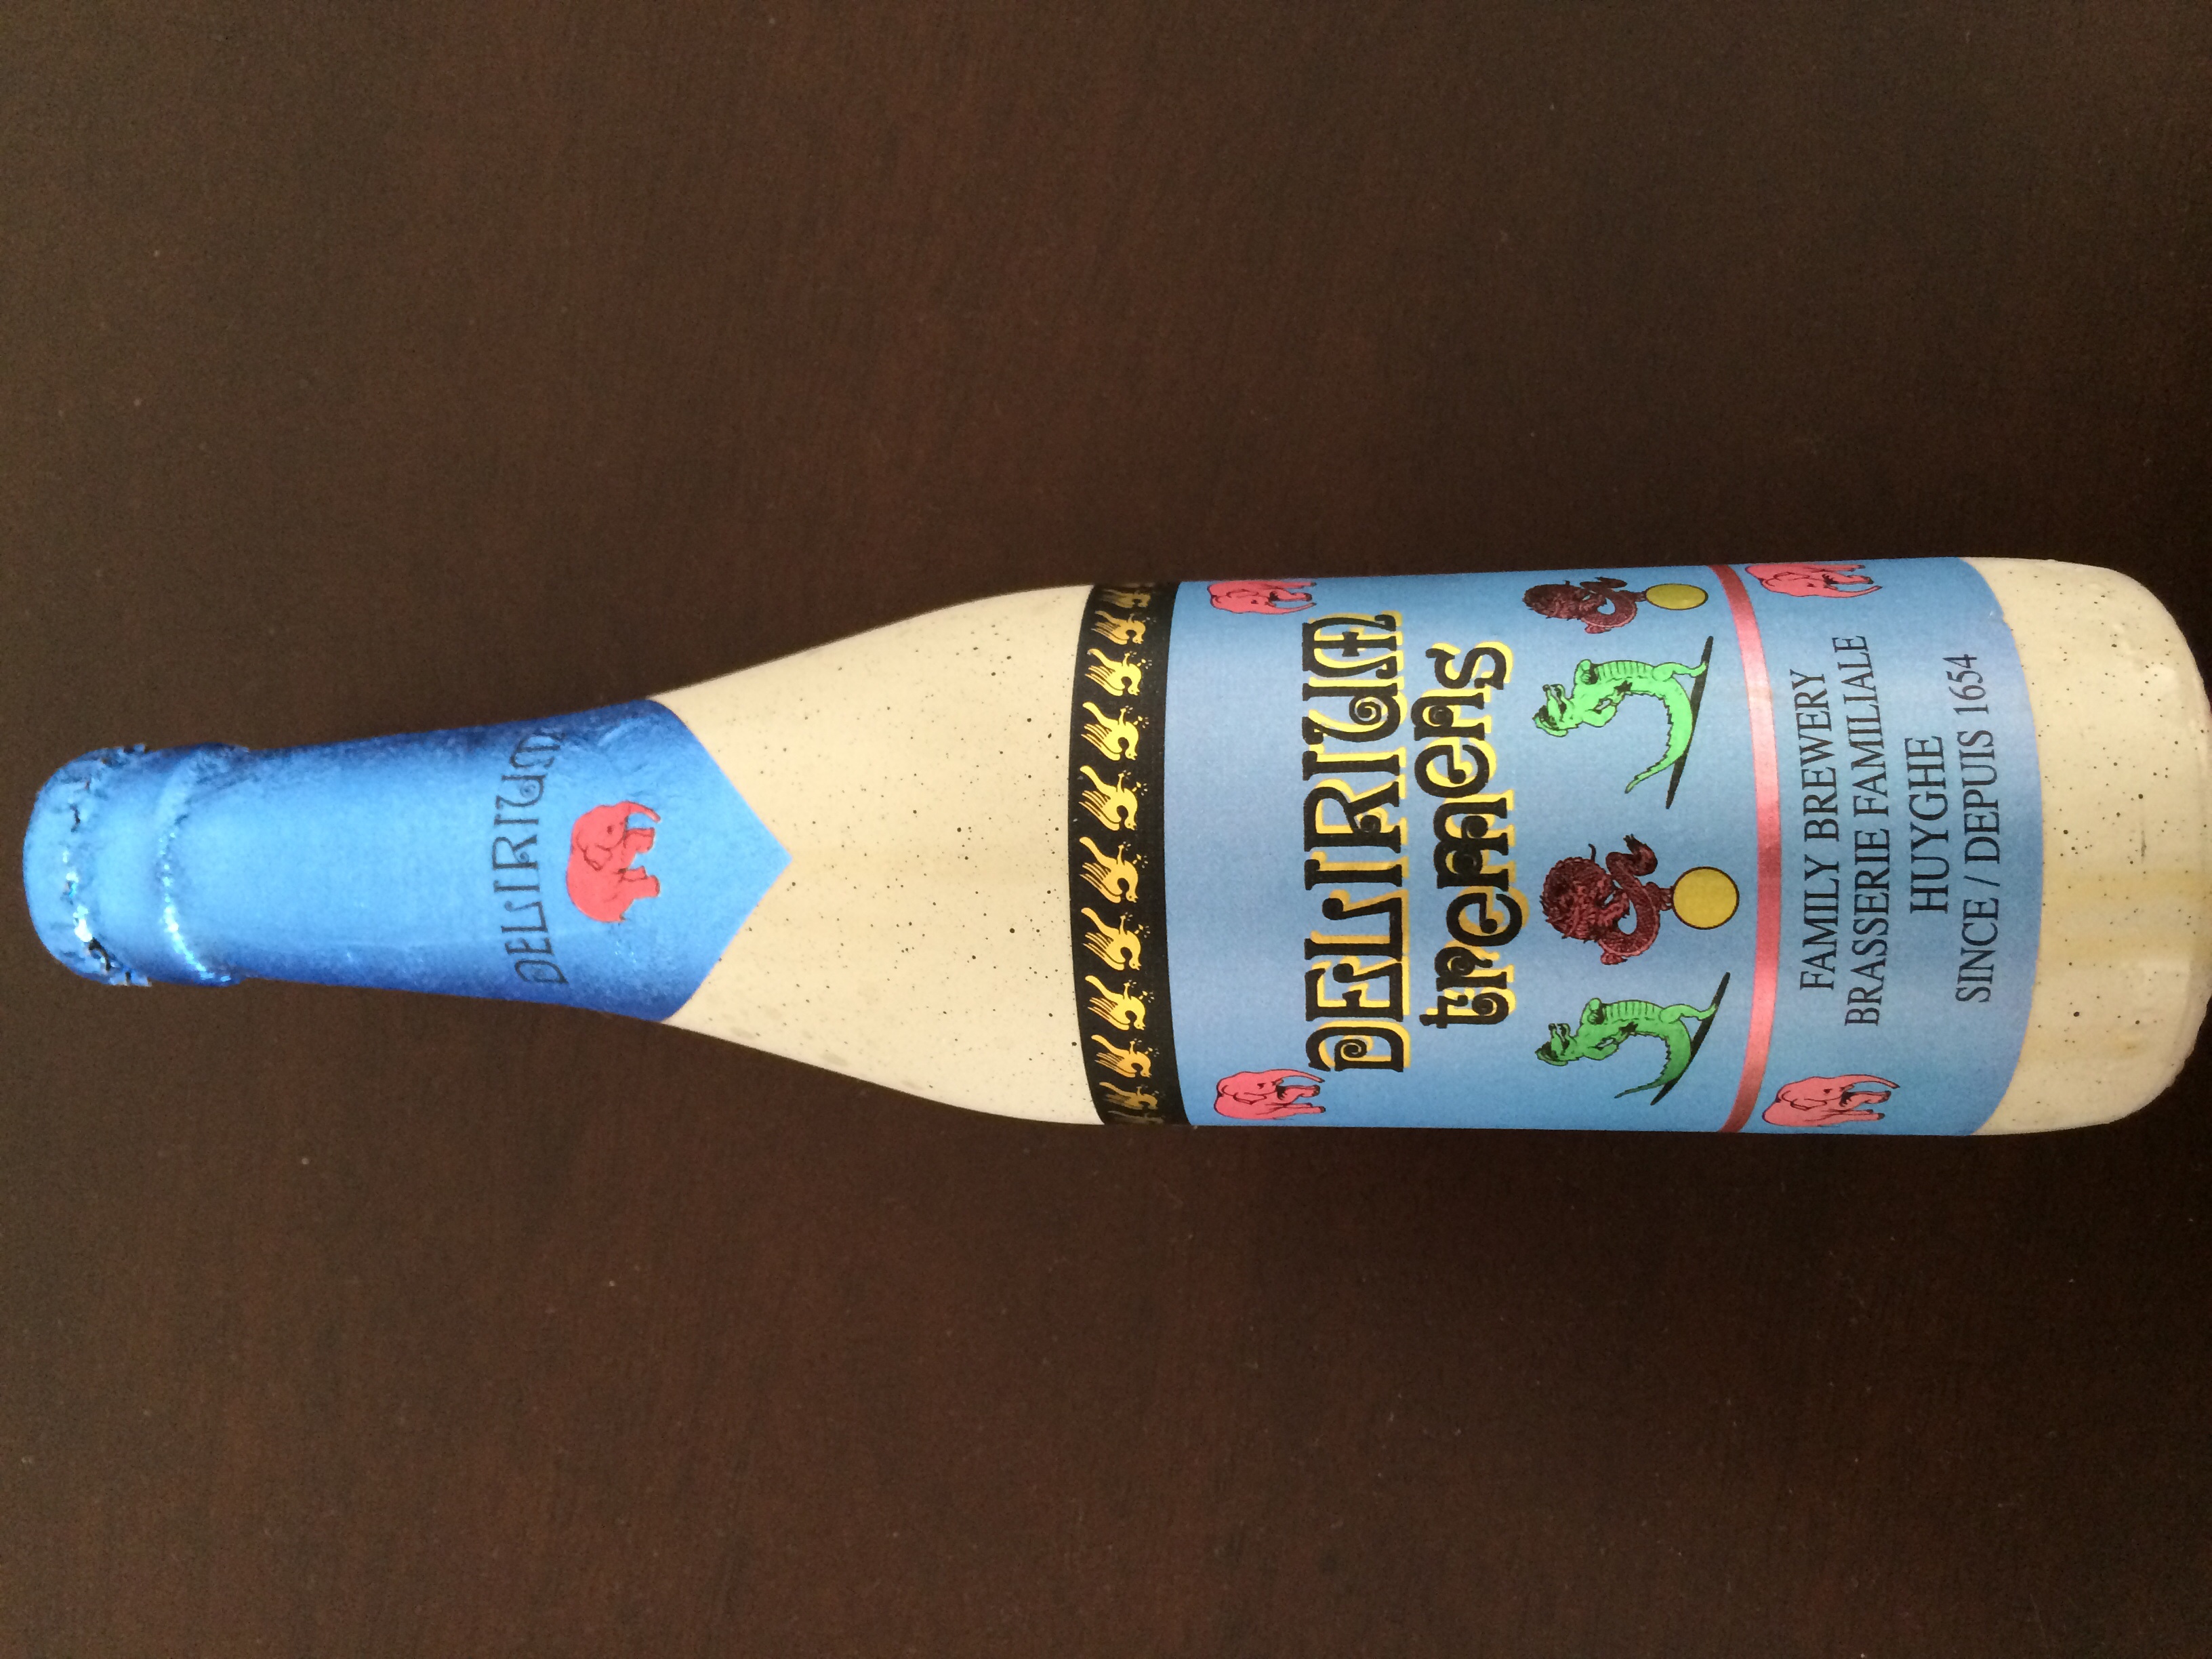 DELIRIUM
DELIRIUM
tremens
FAMILY BREWERY
BRASSERIE FAMILIALE
HUYGHE
SINCE / DEPUIS 1654